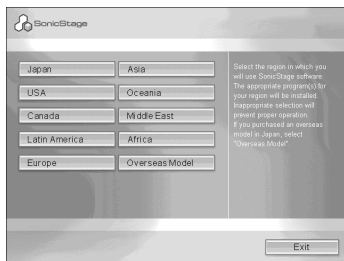 SonicStage
Japan
Asia
USA
Oceania
Canada
Middle East
Latin America
Africa
Europe
Overseas Model
Select the region in which you
will use SonicStage software.
The appropriate program(s) for
your region will be installed.
Inappropriate selection will
prevent proper operation.
If you purchased an overseas
model in Japan, select
"Overseas Model".
Exit